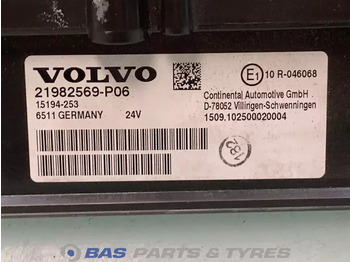 VOLVO
21982569-P06
15194-253
6511 GERMANY 24V
E1 10 R-046068
Continental Automotive GmbH
D-78052 Villingen-Schwenningen
1509.102500020004
BAS PARTS & TYRES